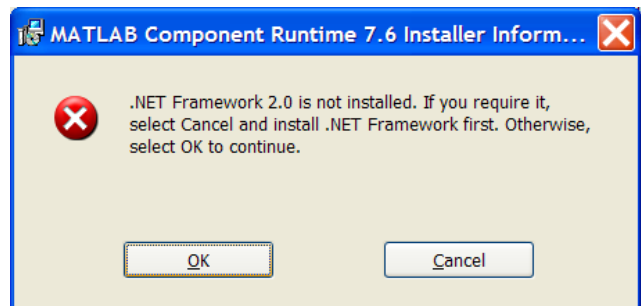 MATLAB Component Runtime 7.6 Installer Inform...
.NET Framework 2.0 is not installed. If you require it,
select Cancel and install .NET Framework first. Otherwise,
select OK to continue.
OK
Cancel